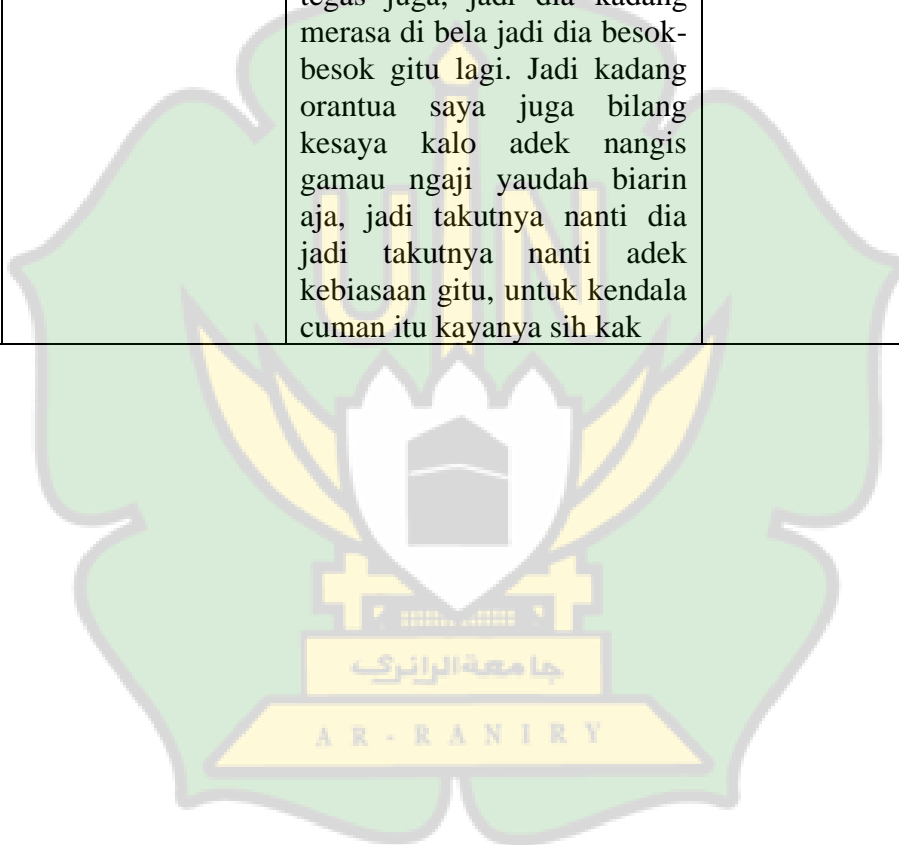 tegas juga, jadi dia kadang
merasa di bela jadi dia besok-
besok gitu lagi. Jadi kadang
orantua saya juga bilang
kesaya kalo adek nangis
gamau ngaji yaudah biarin
aja, jadi takutnya nanti dia
jadi takutnya nanti adek
kebiasaan gitu, untuk kendala
cuman itu kayanya sih kak
UIN
جامعة الرانري
AR-RANIRY